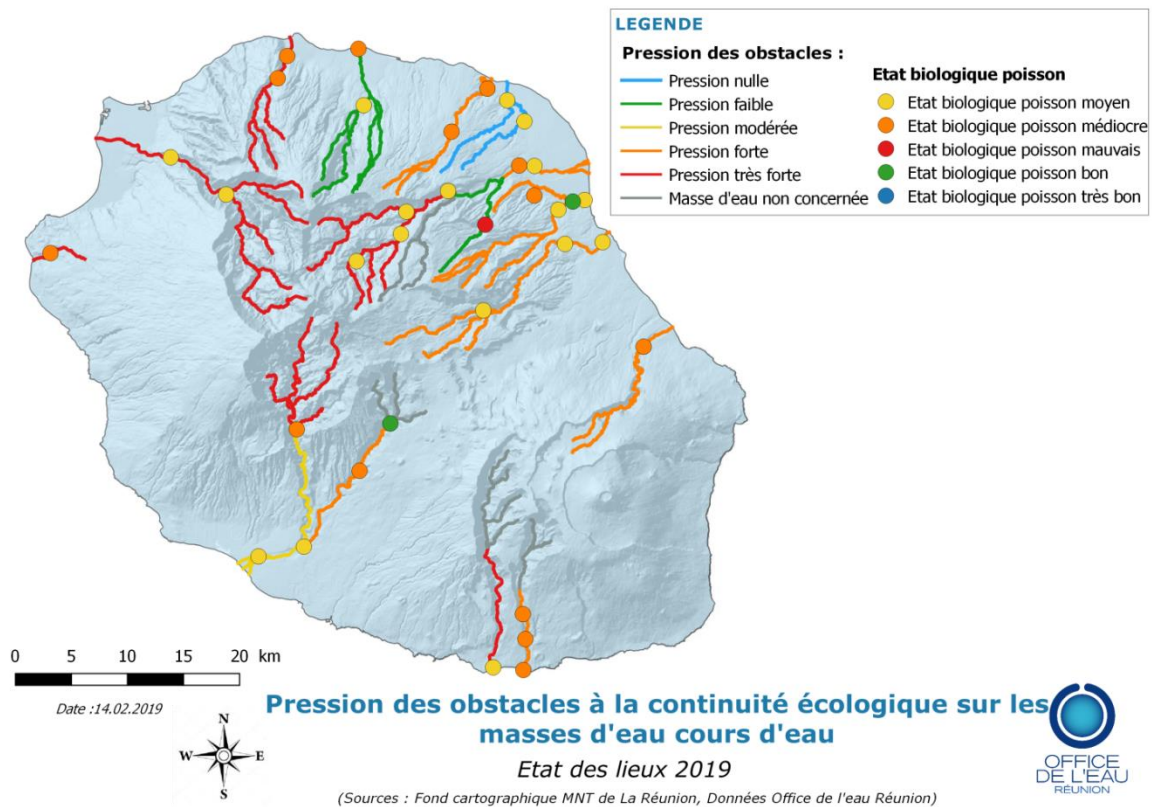 LEGENDE
Pression des obstacles :
Pression nulle
Pression faible
Pression modérée
Pression forte
Pression très forte
Masse d'eau non concernée
Etat biologique poisson
Etat biologique poisson moyen
Etat biologique poisson médiocre
Etat biologique poisson mauvais
Etat biologique poisson bon
Etat biologique poisson très bon
0 5 10 15 20 km
Date :14.02.2019
N
W E
S
Pression des obstacles à la continuité écologique sur les
masses d'eau cours d'eau
Etat des lieux 2019
(Sources : Fond cartographique MNT de La Réunion, Données Office de l'eau Réunion)
OFFICE
DE L'EAU
RÉUNION